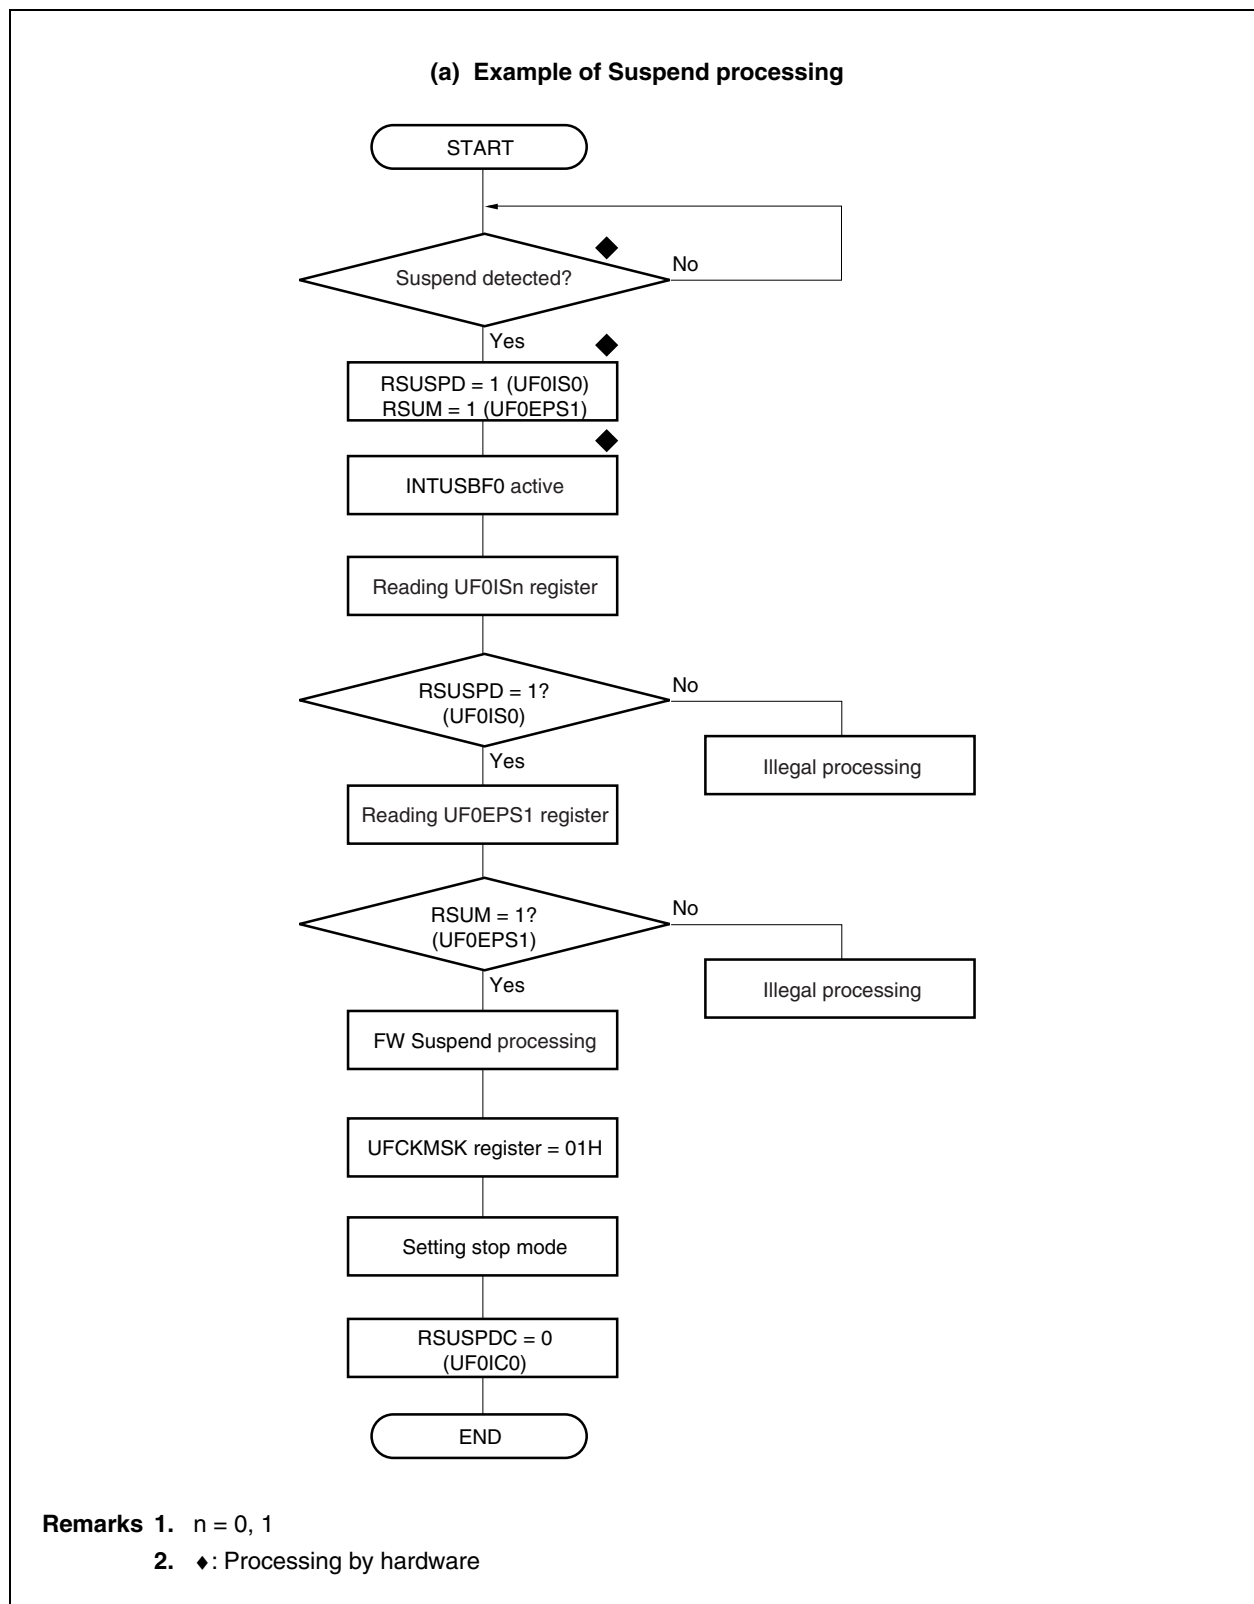 (a) Example of Suspend processing
START
Suspend detected?
No
Yes
RSUSPD = 1 (UF0IS0)
RSUM = 1 (UF0EPS1)
INTUSBF0 active
Reading UF0ISn register
RSUSPD = 1?
(UF0IS0)
No
Illegal processing
Yes
Reading UF0EPS1 register
RSUM = 1?
(UF0EPS1)
No
Illegal processing
Yes
FW Suspend processing
UFCKMSK register = 01H
Setting stop mode
RSUSPDC = 0
(UF0IC0)
END
Remarks 1. n = 0, 1
2. ♦: Processing by hardware